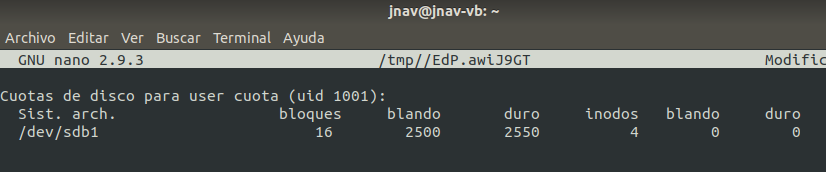 jnav@jnav-vb: ~
Archivo Editar Ver Buscar Terminal Ayuda
GNU nano 2.9.3 /tmp//EdP.awiJ9GT Modific
Cuotas de disco para user cuota (uid 1001):
Sist. arch. bloques blando duro inodos blando duro
/dev/sdb1 16 2500 2550 4 0 0